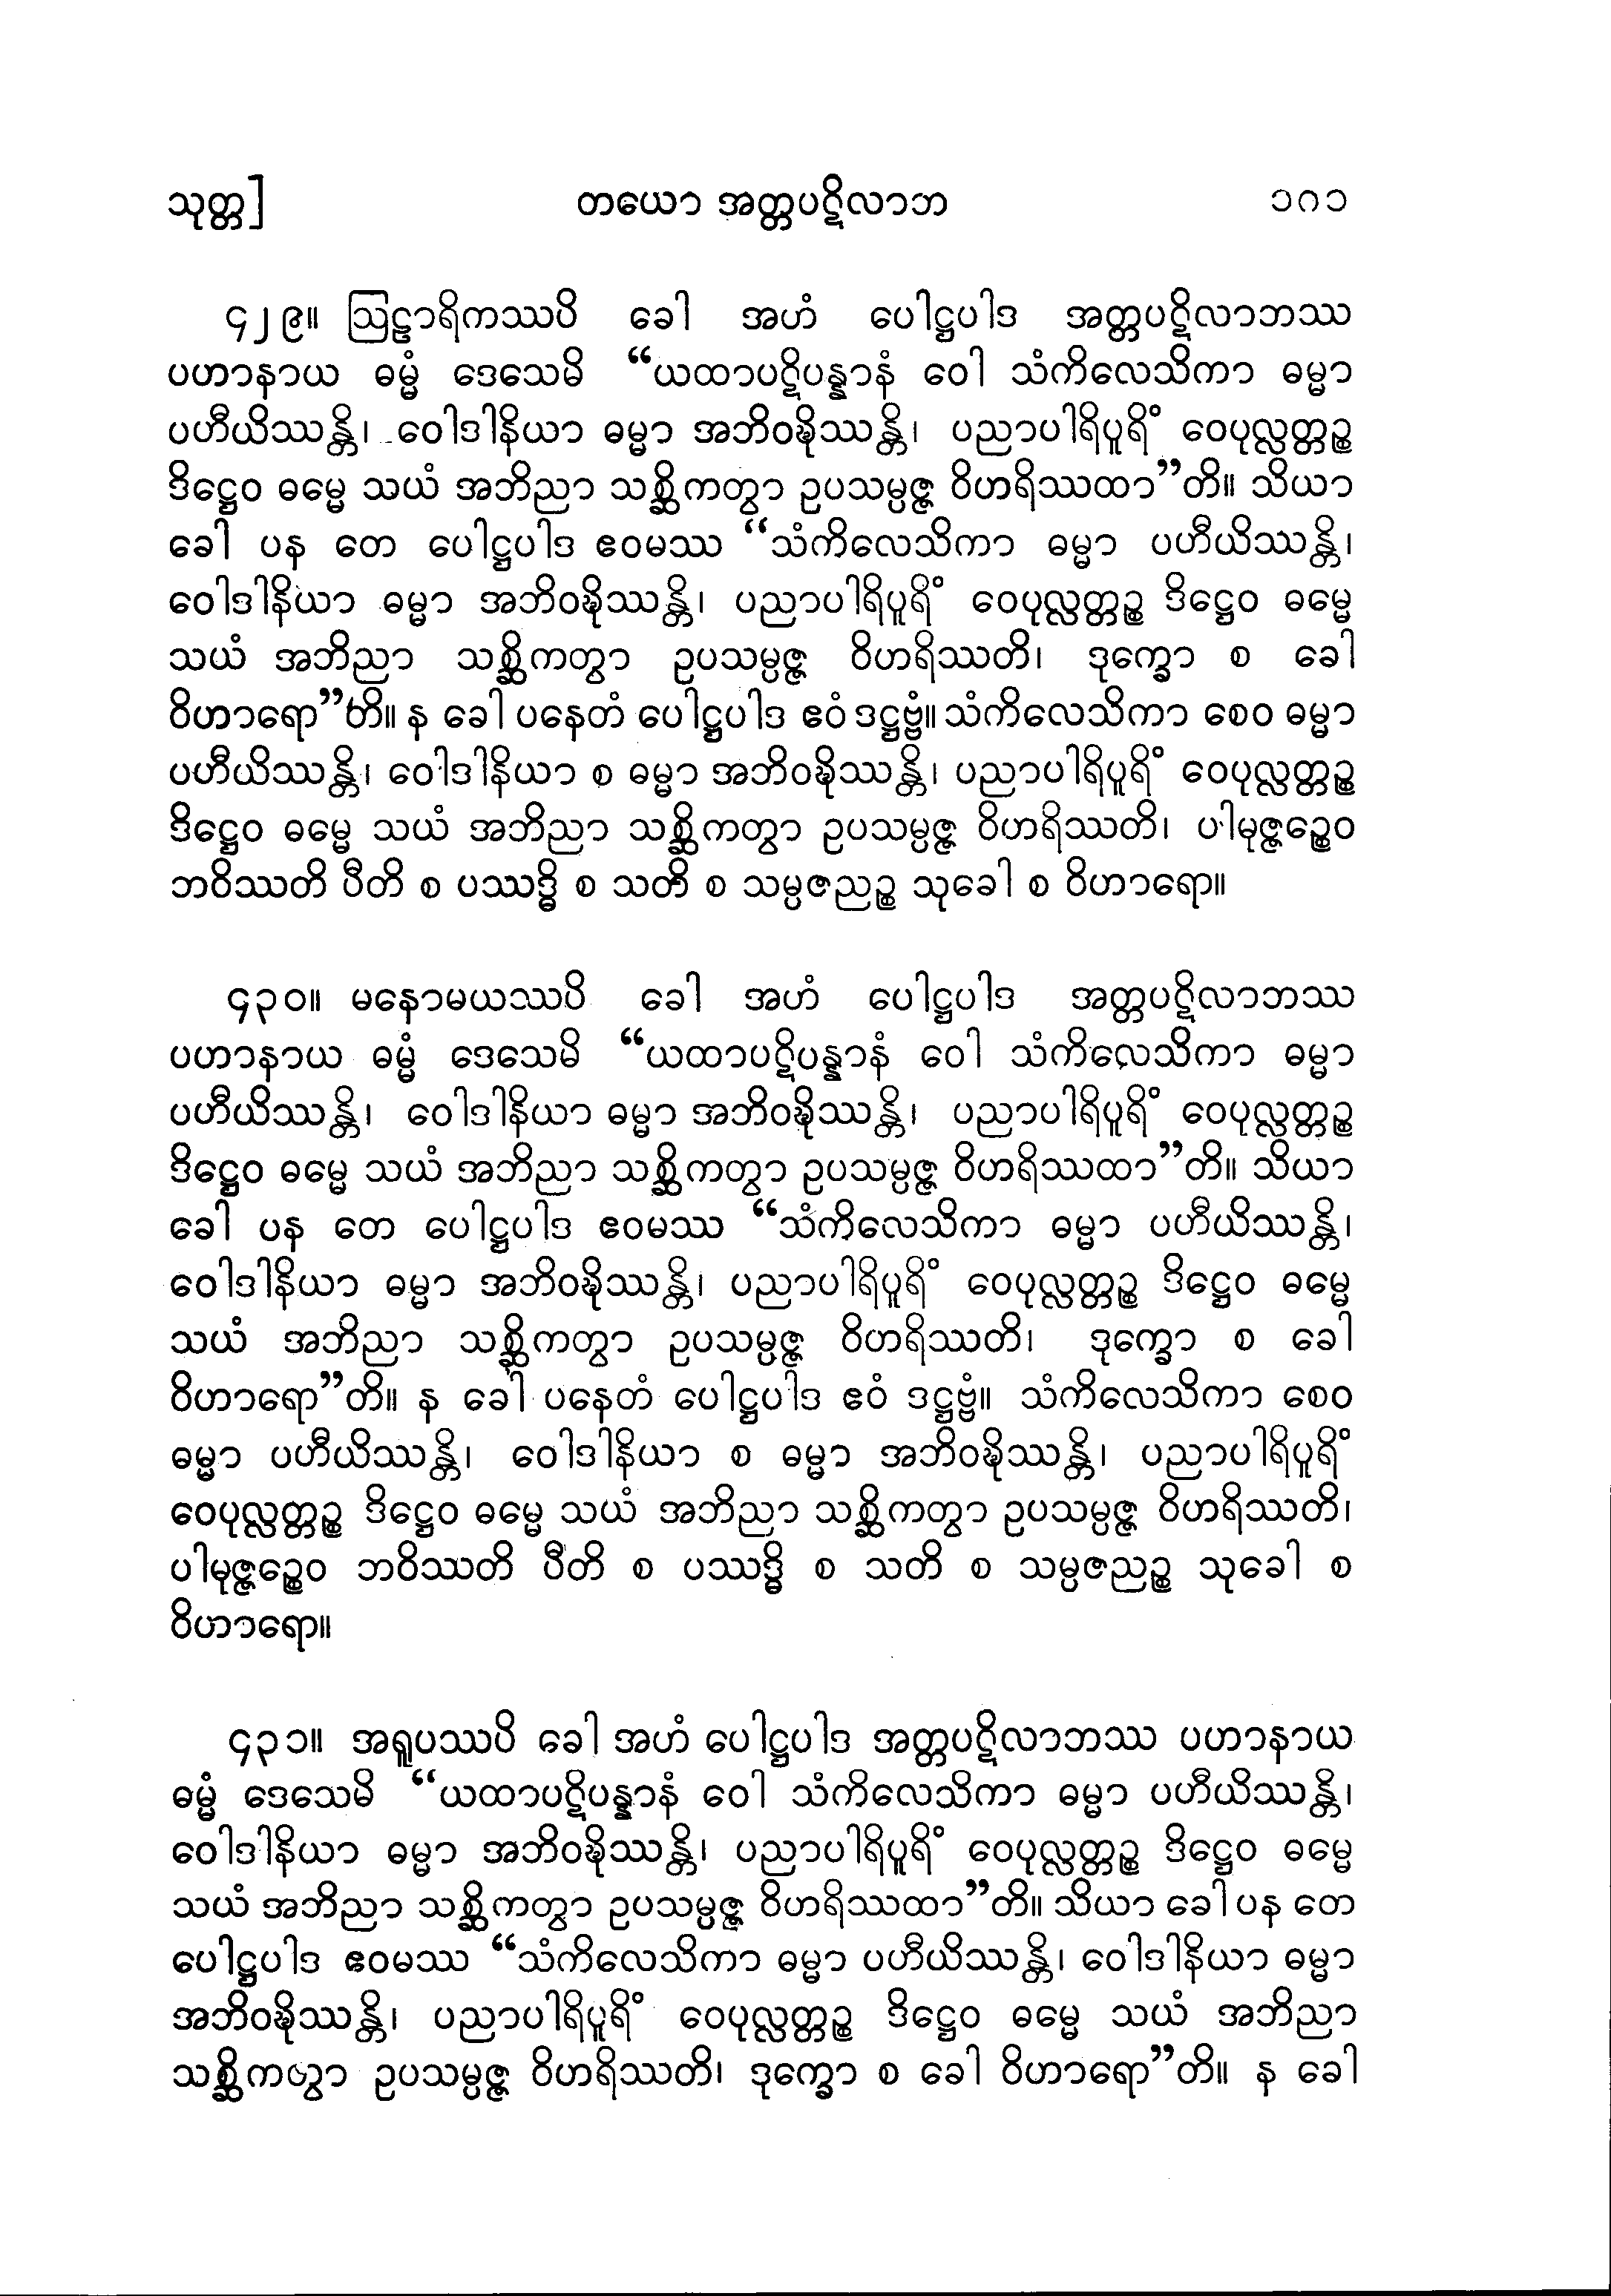 သုတ္တ] တယော အတ္တပဋိလာဘ ၁၈၁
၄၂၉။ ဩဠာရိကဿပိ ခေါ အဟံ ပေါဋ္ဌပါဒ အတ္တပဋိလာဘဿ
ပဟာနာယ ဓမ္မံ ဒေသေမိ “ယထာပဋိပန္နာနံ ဝေါ သံကိလေသိကာ ဓမ္မာ
ပဟီယိဿန္တိ၊ ဝေါဒါနိယာ ဓမ္မာ အဘိဝဍ္ဎိဿန္တိ၊ ပညာပါရိပူရိံ ဝေပုလ္လတ္တဉ္စ
ဒိဋ္ဌေဝ ဓမ္မေ သယံ အဘိညာ သစ္ဆိကတွာ ဥပသမ္ပဇ္ဇ ဝိဟရိဿထာ”တိ။ သိယာ
ခေါ ပန တေ ပေါဋ္ဌပါဒ ဧဝမဿ “သံကိလေသိကာ ဓမ္မာ ပဟီယိဿန္တိ၊
ဝေါဒါနိယာ ဓမ္မာ အဘိဝဍ္ဎိဿန္တိ၊ ပညာပါရိပူရိံ ဝေပုလ္လတ္တဉ္စ ဒိဋ္ဌေဝ ဓမ္မေ
သယံ အဘိညာ သစ္ဆိကတွာ ဥပသမ္ပဇ္ဇ ဝိဟရိဿတိ၊ ဒုက္ခော စ ခေါ
ဝိဟာရော”တိ။ န ခေါ ပနေတံ ပေါဋ္ဌပါဒ ဧဝံ ဒဋ္ဌဗ္ဗံ။ သံကိလေသိကာ စေဝ ဓမ္မာ
ပဟီယိဿန္တိ၊ ဝေါဒါနိယာ စ ဓမ္မာ အဘိဝဍ္ဎိဿန္တိ၊ ပညာပါရိပူရိံ ဝေပုလ္လတ္တဉ္စ
ဒိဋ္ဌေဝ ဓမ္မေ သယံ အဘိညာ သစ္ဆိကတွာ ဥပသမ္ပဇ္ဇ ဝိဟရိဿတိ၊ ပါမုဇ္ဇဉ္စေဝ
ဘဝိဿတိ ပီတိ စ ပဿဒ္ဓိ စ သတိ စ သမ္ပဇညဉ္စ သုခေါ စ ဝိဟာရော။
၄၃၀။ မနောမယဿပိ ခေါ အဟံ ပေါဋ္ဌပါဒ အတ္တပဋိလာဘဿ
ပဟာနာယ ဓမ္မံ ဒေသေမိ “ယထာပဋိပန္နာနံ ဝေါ သံကိလေသိကာ ဓမ္မာ
ပဟီယိဿန္တိ၊ ဝေါဒါနိယာ ဓမ္မာ အဘိဝဍ္ဎိဿန္တိ၊ ပညာပါရိပူရိံ ဝေပုလ္လတ္တဉ္စ
ဒိဋ္ဌေဝ ဓမ္မေ သယံ အဘိညာ သစ္ဆိကတွာ ဥပသမ္ပဇ္ဇ ဝိဟရိဿထာ”တိ။ သိယာ
ခေါ ပန တေ ပေါဋ္ဌပါဒ ဧဝမဿ “သံကိလေသိကာ ဓမ္မာ ပဟီယိဿန္တိ၊
ဝေါဒါနိယာ ဓမ္မာ အဘိဝဍ္ဎိဿန္တိ၊ ပညာပါရိပူရိံ ဝေပုလ္လတ္တဉ္စ ဒိဋ္ဌေဝ ဓမ္မေ
သယံ အဘိညာ သစ္ဆိကတွာ ဥပသမ္ပဇ္ဇ ဝိဟရိဿတိ၊ ဒုက္ခော စ ခေါ
ဝိဟာရော”တိ။ န ခေါ ပနေတံ ပေါဋ္ဌပါဒ ဧဝံ ဒဋ္ဌဗ္ဗံ။ သံကိလေသိကာ စေဝ
ဓမ္မာ ပဟီယိဿန္တိ၊ ဝေါဒါနိယာ စ ဓမ္မာ အဘိဝဍ္ဎိဿန္တိ၊ ပညာပါရိပူရိံ
ဝေပုလ္လတ္တဉ္စ ဒိဋ္ဌေဝ ဓမ္မေ သယံ အဘိညာ သစ္ဆိကတွာ ဥပသမ္ပဇ္ဇ ဝိဟရိဿတိ၊
ပါမုဇ္ဇဉ္စေဝ ဘဝိဿတိ ပီတိ စ ပဿဒ္ဓိ စ သတိ စ သမ္ပဇညဉ္စ သုခေါ စ
ဝိဟာရော။
၄၃၁။ အရူပဿပိ ခေါ အဟံ ပေါဋ္ဌပါဒ အတ္တပဋိလာဘဿ ပဟာနာယ
ဓမ္မံ ဒေသေမိ “ယထာပဋိပန္နာနံ ဝေါ သံကိလေသိကာ ဓမ္မာ ပဟီယိဿန္တိ၊
ဝေါဒါနိယာ ဓမ္မာ အဘိဝဍ္ဎိဿန္တိ၊ ပညာပါရိပူရိံ ဝေပုလ္လတ္တဉ္စ ဒိဋ္ဌေဝ ဓမ္မေ
သယံ အဘိညာ သစ္ဆိကတွာ ဥပသမ္ပဇ္ဇ ဝိဟရိဿထာ”တိ။ သိယာ ခေါ ပန တေ
ပေါဋ္ဌပါဒ ဧဝမဿ “သံကိလေသိကာ ဓမ္မာ ပဟီယိဿန္တိ၊ ဝေါဒါနိယာ ဓမ္မာ
အဘိဝဍ္ဎိဿန္တိ၊ ပညာပါရိပူရိံ ဝေပုလ္လတ္တဉ္စ ဒိဋ္ဌေဝ ဓမ္မေ သယံ အဘိညာ
သစ္ဆိကတွာ ဥပသမ္ပဇ္ဇ ဝိဟရိဿတိ၊ ဒုက္ခော စ ခေါ ဝိဟာရော”တိ။ န ခေါ